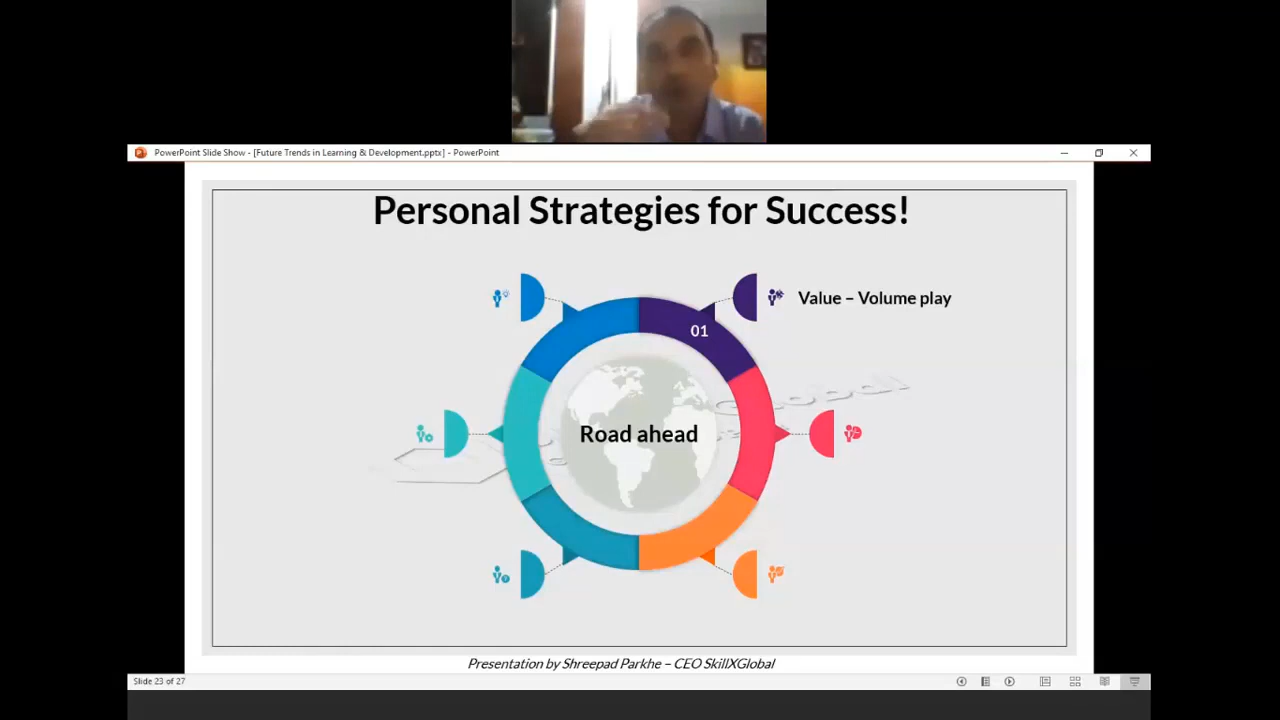 PowerPoint Slide Show - [Future Trends in Learning & Development.pptx] - PowerPoint
Personal Strategies for Success!
Value – Volume play
01
Road ahead
Presentation by Shreepad Parkhe – CEO SkillXGlobal
Slide 23 of 27